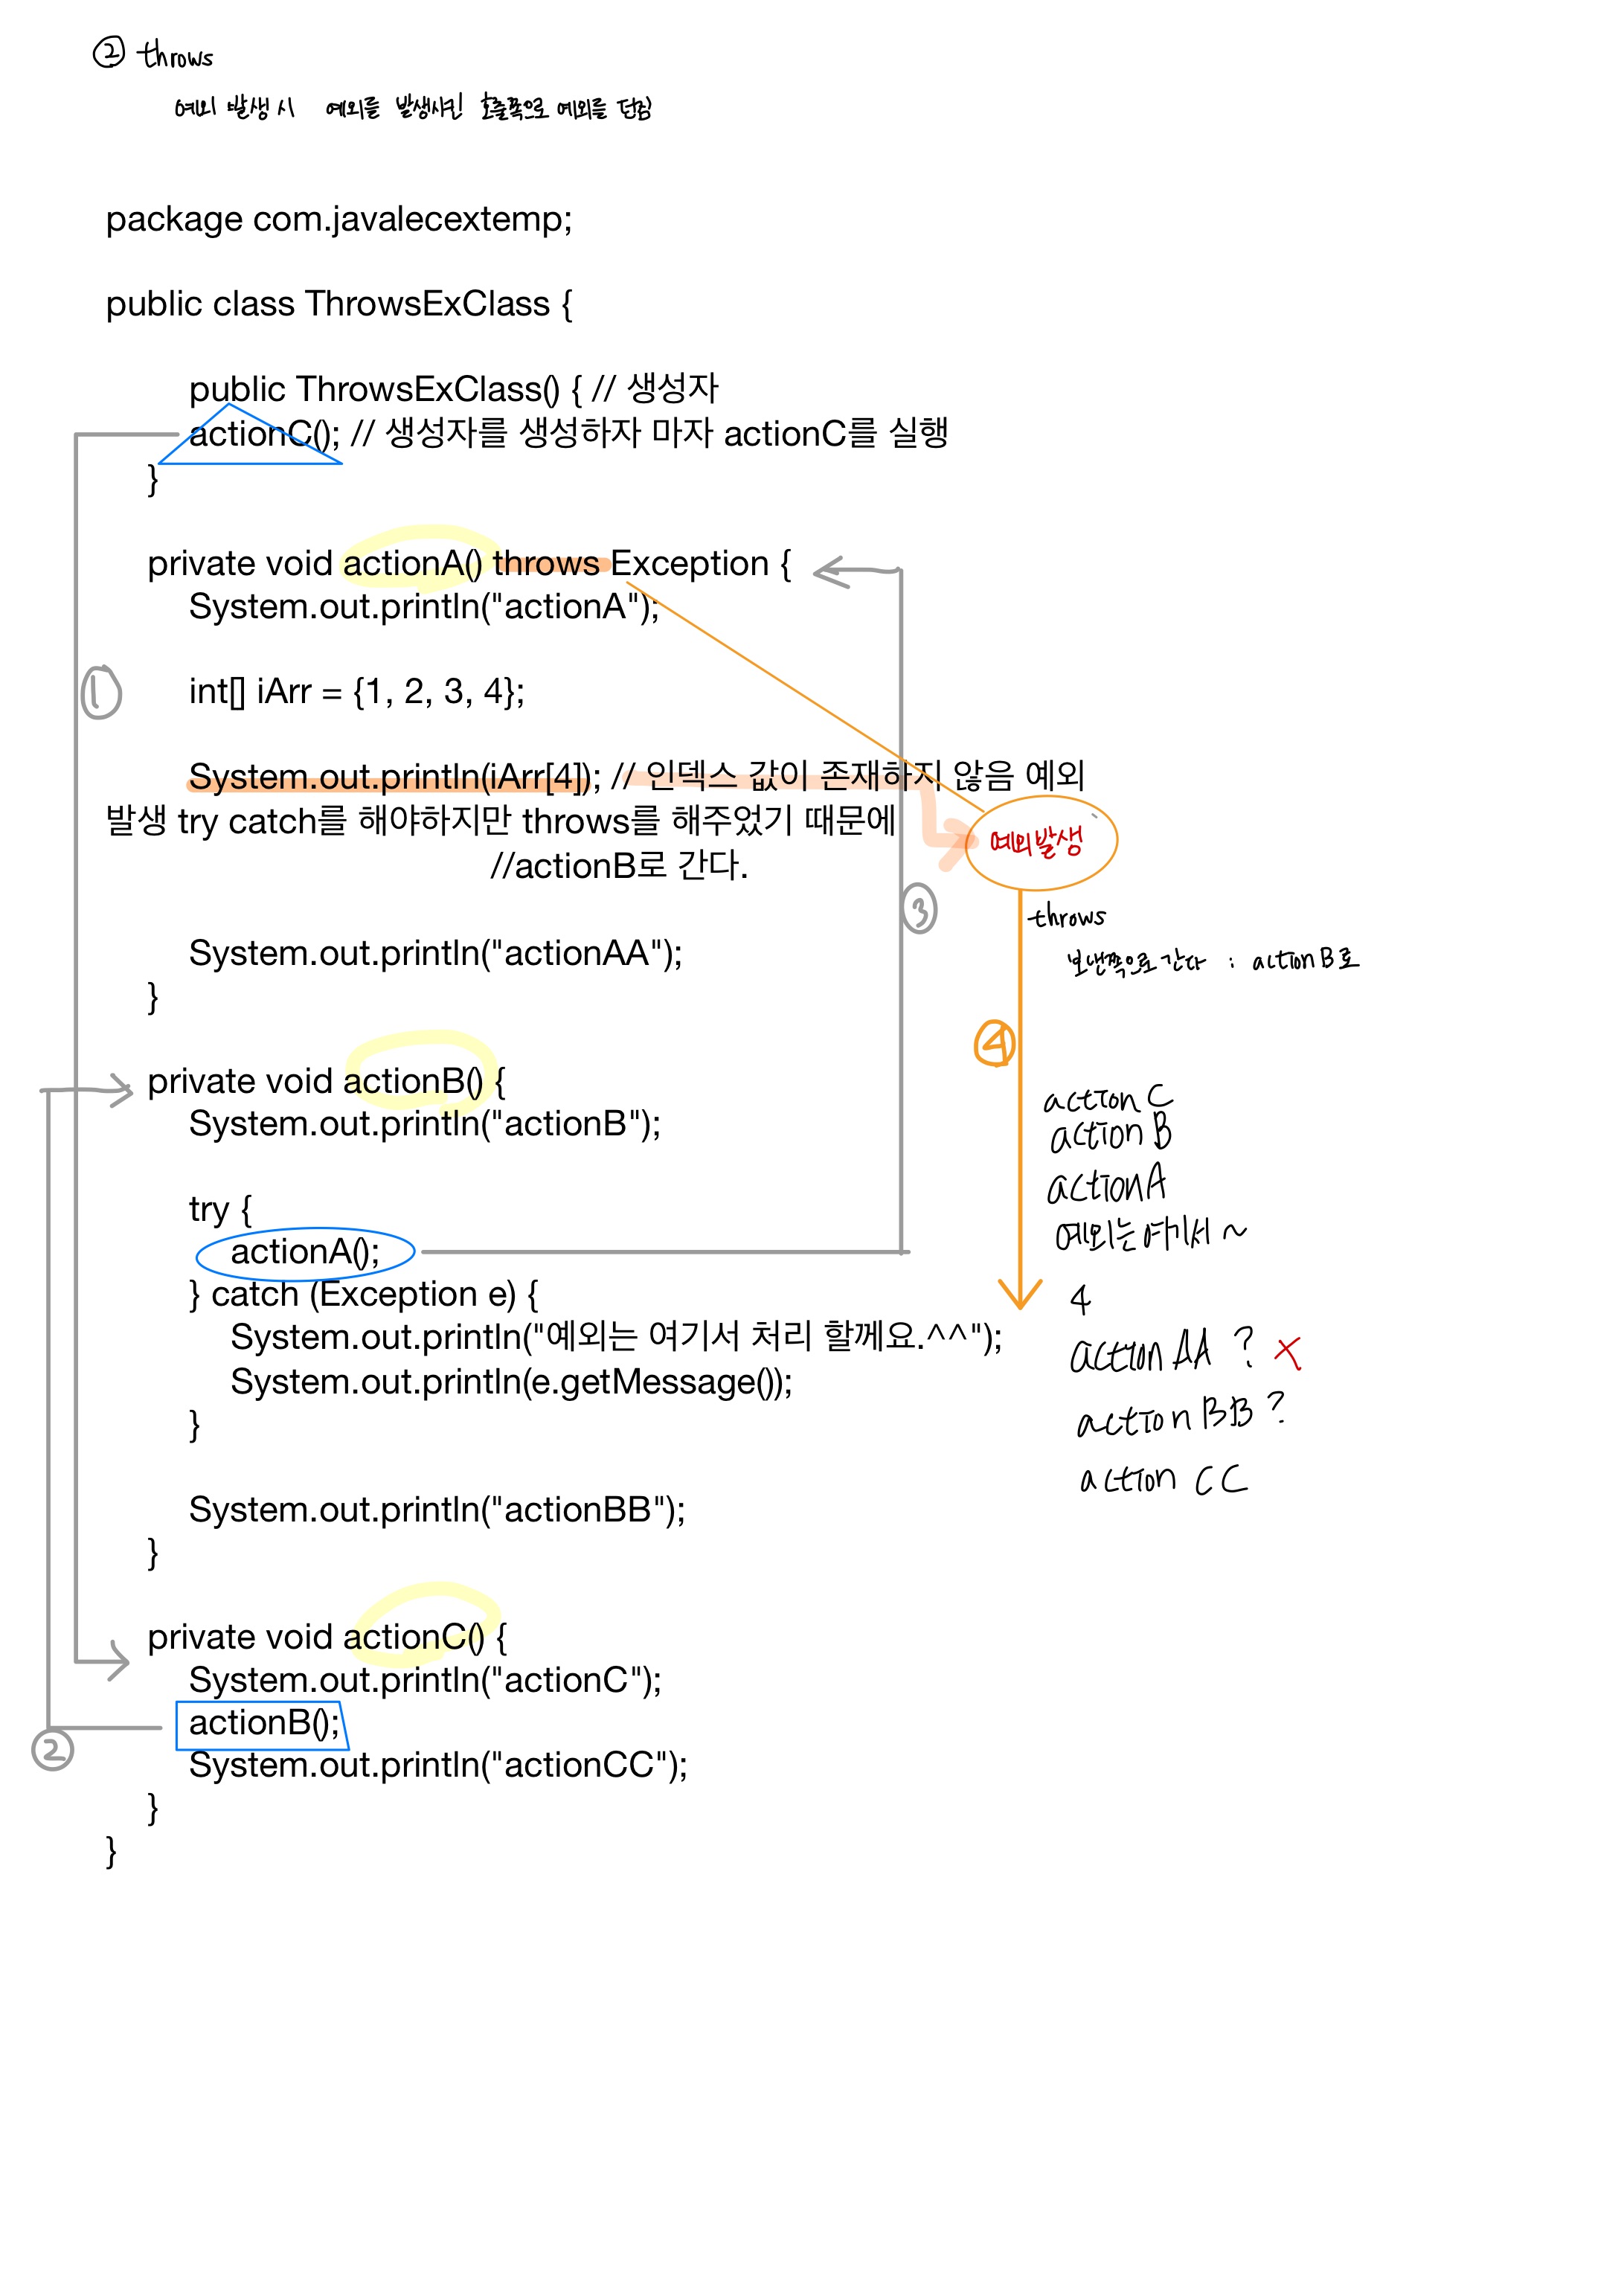 ② throws
예외 발생 시 예외를 발생시킨 호출쪽으로 예외를 던짐
package com.javalecextemp;
public class ThrowsExClass {
public ThrowsExClass() { // 생성자
actionC(); // 생성자를 생성하자 마자 actionC를 실행
}
private void actionA() throws Exception {
System.out.println("actionA");
①
int[] iArr = {1, 2, 3, 4};
System.out.println(iArr[4]); // 인덱스 값이 존재하지 않음 예외
발생 try catch를 해야하지만 throws를 해주었기 때문에
//actionB로 간다.
예외발생
③
throws
보낸쪽으로 간다 : actionB로
System.out.println("actionAA");
}
④
private void actionB() {
System.out.println("actionB");
try {
actionA();
} catch (Exception e) {
System.out.println("예외는 여기서 처리 할께요.^^");
System.out.println(e.getMessage());
}
System.out.println("actionBB");
}
actionC
actionB
actionA
예외는 여기서 ~
4
actionAA ? X
actionBB ?
actionCC
private void actionC() {
System.out.println("actionC");
actionB();
②
System.out.println("actionCC");
}
}